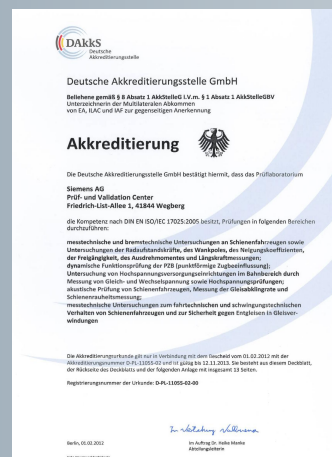 DAkkS
Deutsche
Akkreditierungsstelle
Deutsche Akkreditierungsstelle GmbH
Beliehene gemäß § 8 Absatz 1 AkkStelleG i.V.m. § 1 Absatz 1 AkkStelleGBV
Unterzeichnerin der Multilateralen Abkommen
von EA, ILAC und IAF zur gegenseitigen Anerkennung
Akkreditierung
Die Deutsche Akkreditierungsstelle GmbH bestätigt hiermit, dass das Prüflaboratorium
Siemens AG
Prüf- und Validation Center
Friedrich-List-Allee 1, 41844 Wegberg
die Kompetenz nach DIN EN ISO/IEC 17025:2005 besitzt, Prüfungen in folgenden Bereichen
durchzuführen:
messtechnische und bremstechnische Untersuchungen an Schienenfahrzeugen sowie
Untersuchungen der Radaufstandskräfte, des Wankpoles, des Neigungskoeffizienten,
der Freigängigkeit, des Ausdrehmomentes und Längskraftmessungen;
dynamische Funktionsprüfung der PZB (punktförmige Zugbeeinflussung);
Untersuchung von Hochspannungsversorgungseinrichtungen im Bahnbereich durch
Messung von Gleich- und Wechselspannung sowie Hochspannungsprüfungen;
akustische Prüfung von Schienenfahrzeugen, Messung der Gleisabklingrate und
Schienenrauheitsmessung;
messtechnische Untersuchungen zum fahrtechnischen und schwingungstechnischen
Verhalten von Schienenfahrzeugen und zur Sicherheit gegen Entgleisen in Gleisver-
windungen
Die Akkreditierungsurkunde gilt nur in Verbindung mit dem Bescheid vom 01.02.2012 mit der
Akkreditierungsnummer D-PL-11055-02 und ist gültig bis 12.11.2013. Sie besteht aus diesem Deckblatt,
der Rückseite des Deckblatts und der folgenden Anlage mit insgesamt 13 Seiten.
Registrierungsnummer der Urkunde: D-PL-11055-02-00
Berlin, 01.02.2012
Im Auftrag Dr. Heike Manke
Abteilungsleiterin